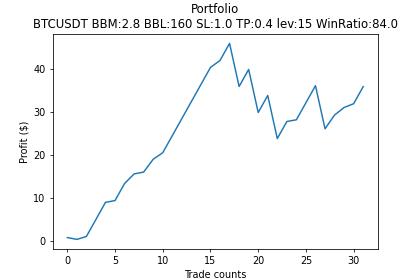 Portfolio
BTCUSDT BBM:2.8 BBL:160 SL:1.0 TP:0.4 lev:15 WinRatio:84.0
Profit ($)
40
30
20
10
0
0 5 10 15 20 25 30
Trade counts